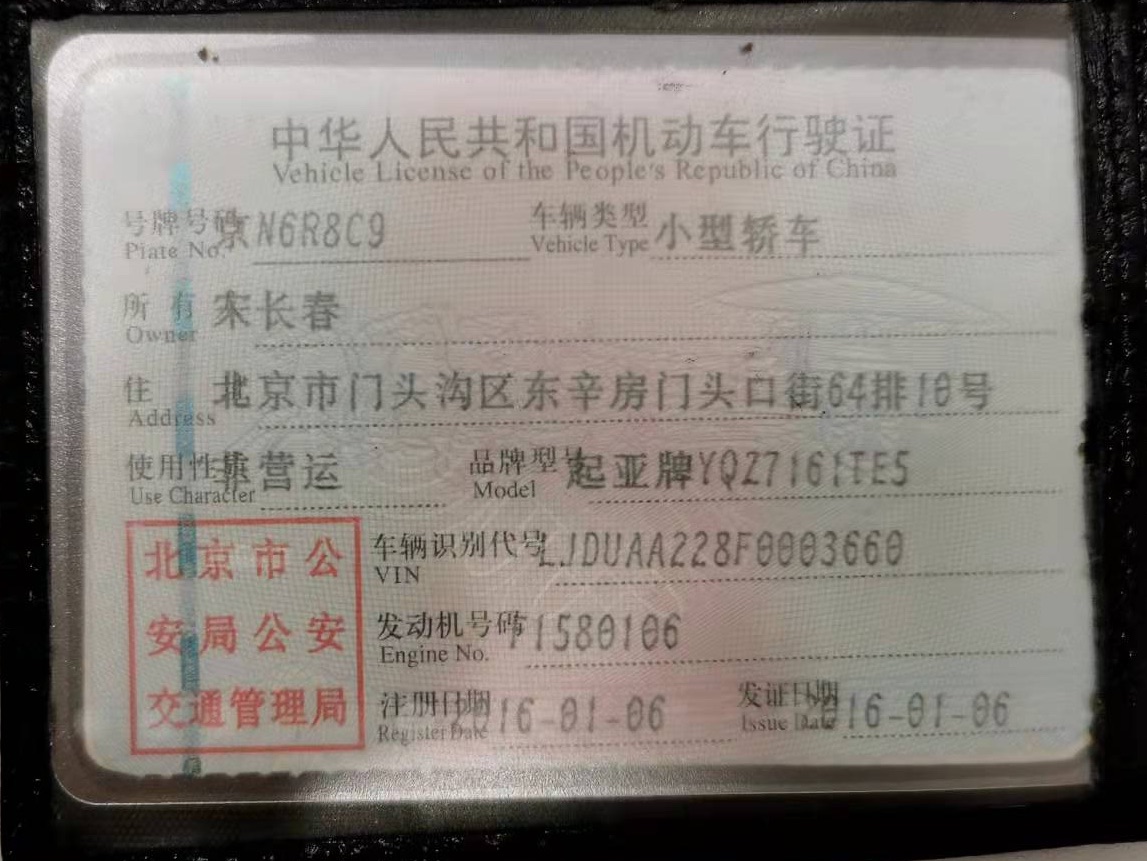 中华人民共和国机动车行驶证
Vehicle License of the People's Republic of China
号牌号码 京N6R8C9 车辆类型 小型轿车
Plate No. Vehicle Type
所有 宋长春
Owner
住 北京市门头沟区东辛房门头口街64排10号
Address
使用性 非营运 品牌型号 起亚牌YQZ7161TE5
Use Character Model
北京市公 车辆识别代号 LJDUAA228F0003660
VIN
安局公安 发动机号码 F1580106
Engine No.
交通管理局 注册日期 2016-01-06 发证日期 2016-01-06
Register Date Issue Date